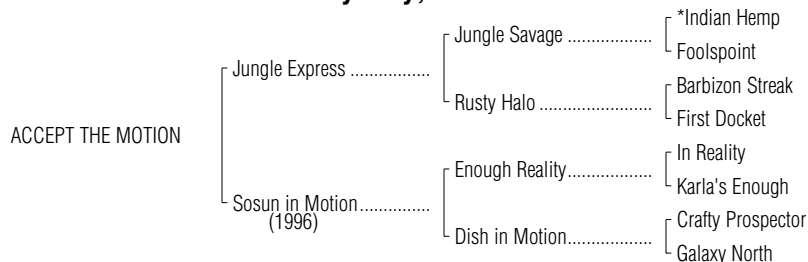 *Indian Hemp
Jungle Savage ..................
Foolspoint
Jungle Express .................
Barbizon Streak
Rusty Halo ........................
First Docket
ACCEPT THE MOTION
In Reality
Enough Reality..................
Karla's Enough
Sosun in Motion...............
(1996)
Crafty Prospector
Dish in Motion..................
Galaxy North